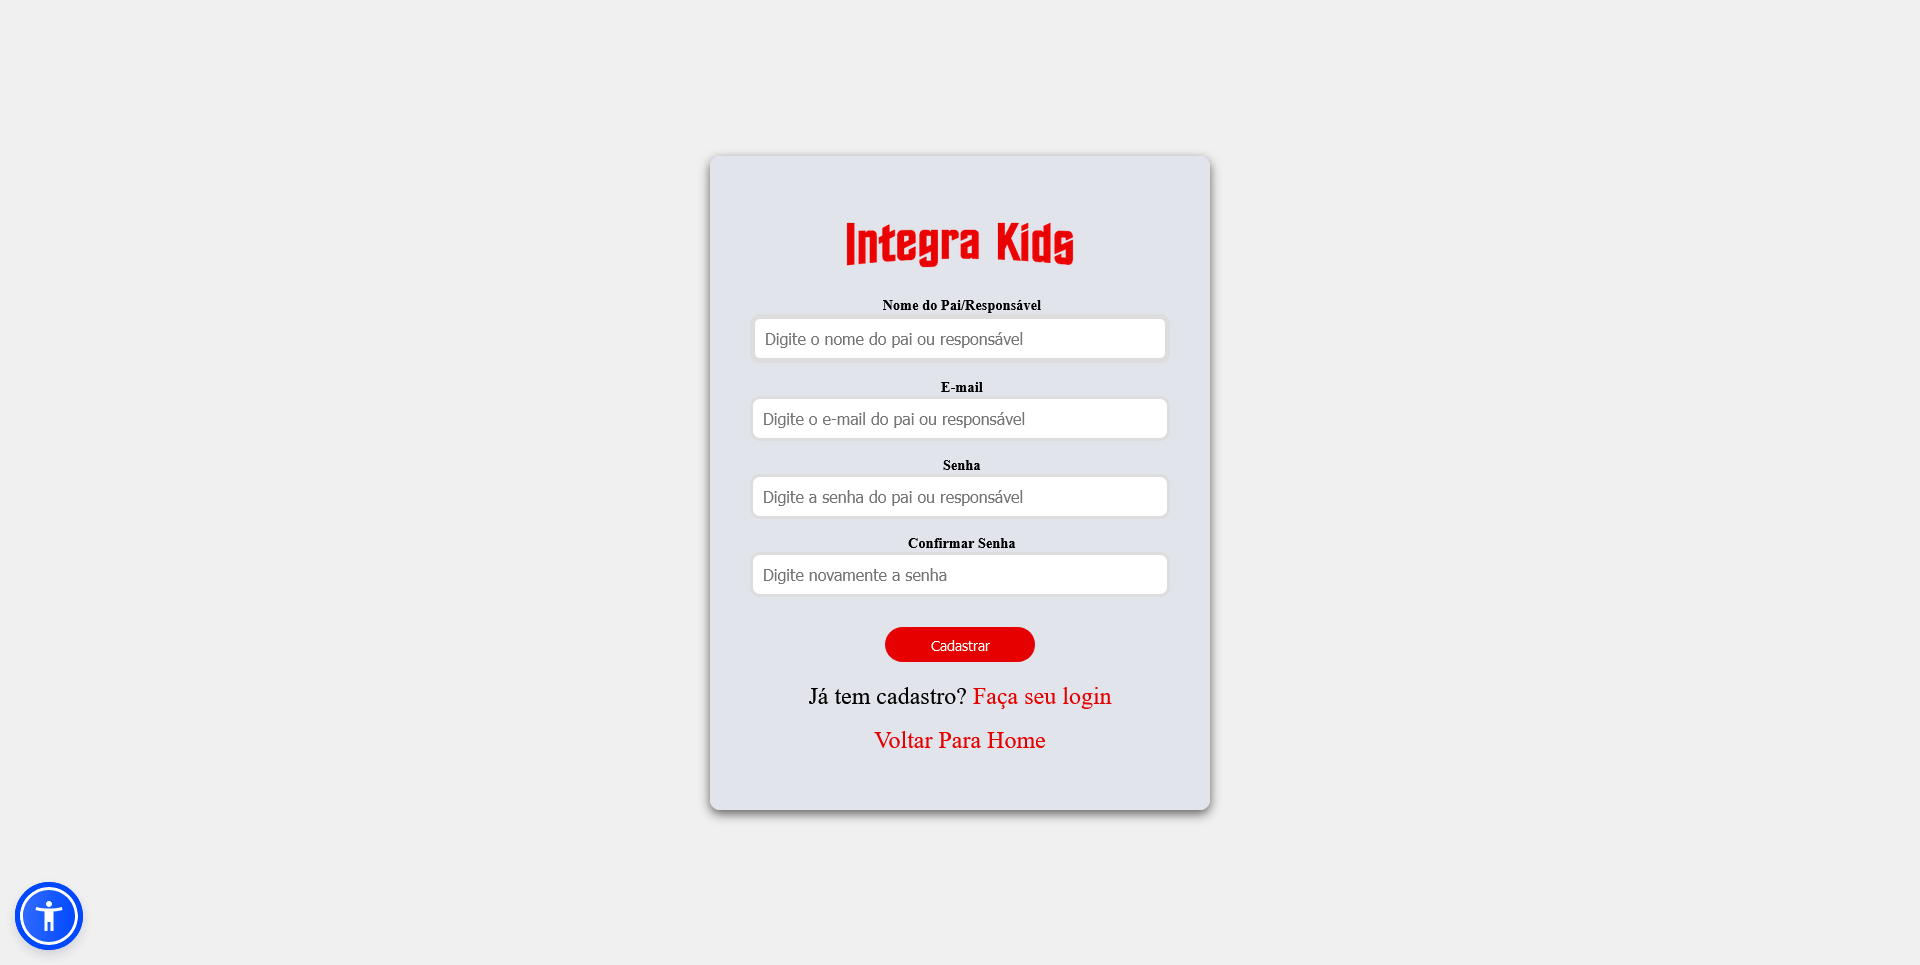 Integra Kids
Nome do Pai/Responsável
Digite o nome do pai ou responsável
E-mail
Digite o e-mail do pai ou responsável
Senha
Digite a senha do pai ou responsável
Confirmar Senha
Digite novamente a senha
Cadastrar
Já tem cadastro? Faça seu login
Voltar Para Home